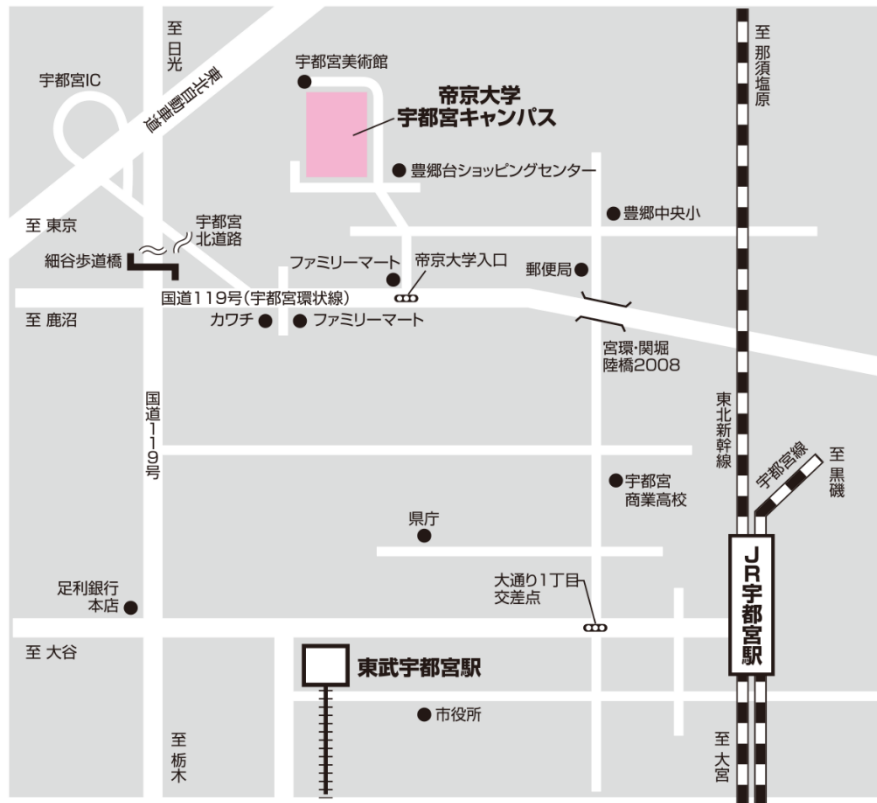 至 日光
宇都宮IC
東北自動車道
宇都宮美術館
帝京大学
宇都宮キャンパス
至 那須塩原
豊郷台ショッピングセンター
豊郷中央小
至 東京
宇都宮
北道路
細谷歩道橋
ファミリーマート
帝京大学入口
郵便局
国道119号(宇都宮環状線)
至 鹿沼
カワチ
ファミリーマート
宮環・関堀
陸橋2008
国道119号
東北新幹線
宇都宮線
至 黒磯
宇都宮
商業高校
県庁
JR宇都宮駅
足利銀行
本店
大通り1丁目
交差点
至 大谷
東武宇都宮駅
市役所
至 栃木
至 大宮